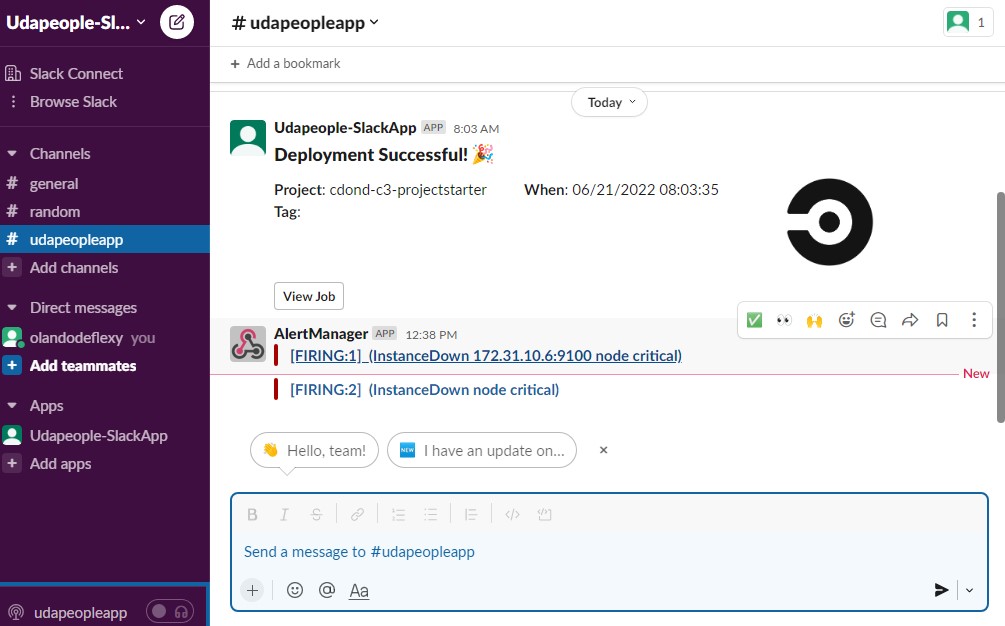 Udapeople-Sl...
Slack Connect
Browse Slack
Channels
# general
# random
# udapeopleapp
+ Add channels
Direct messages
olandodeflexy you
+ Add teammates
Apps
Udapeople-SlackApp
+ Add apps
udapeopleapp
# udapeopleapp
1
+ Add a bookmark
Today
Udapeople-SlackApp APP 8:03 AM
Deployment Successful! 🎉
Project: cdond-c3-projectstarter When: 06/21/2022 08:03:35
Tag:
View Job
AlertManager APP 12:38 PM
[FIRING:1] (InstanceDown 172.31.10.6:9100 node critical)
New
[FIRING:2] (InstanceDown node critical)
👋 Hello, team! NEW I have an update on... ×
B I S </>
Send a message to #udapeopleapp
+ @ Aa